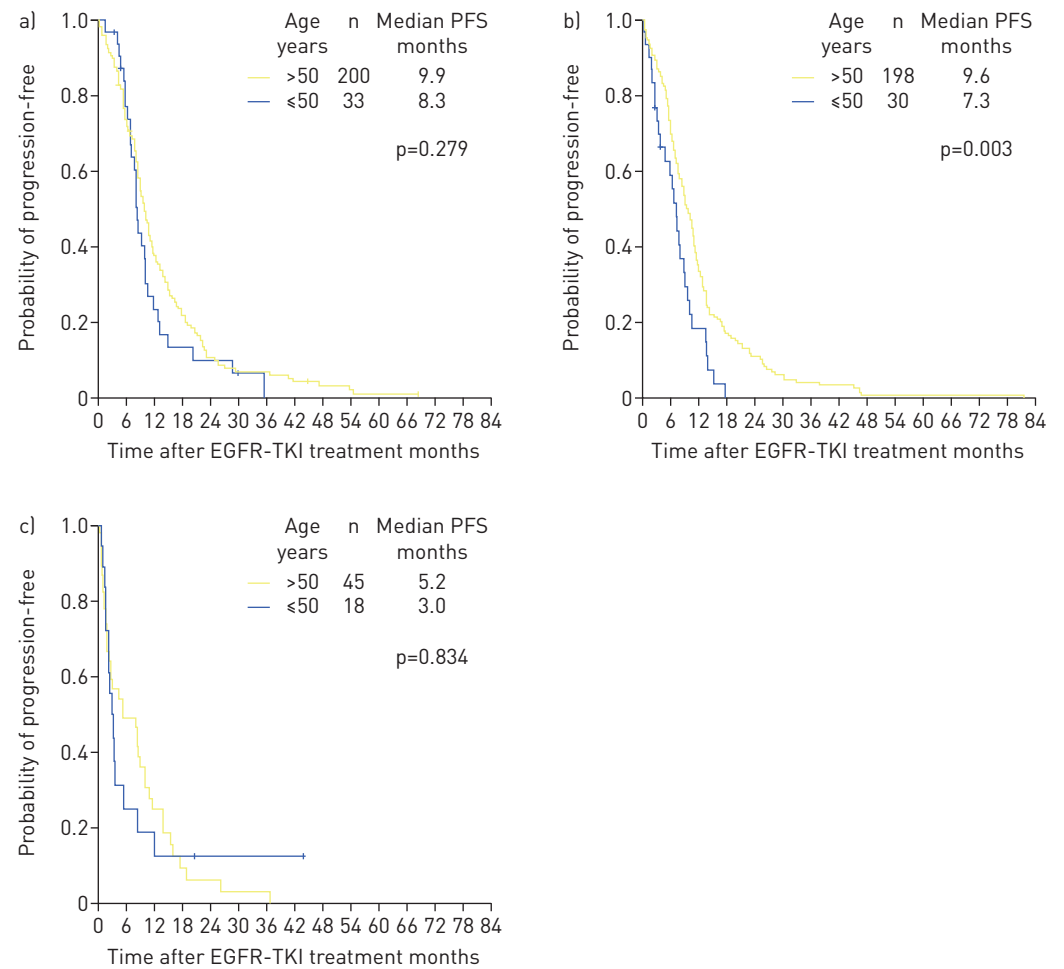 a)
Age n Median PFS
years months
>50 200 9.9
≤50 33 8.3
p=0.279
Probability of progression-free
1.0
0.8
0.6
0.4
0.2
0
0 6 12 18 24 30 36 42 48 54 60 66 72 78 84
Time after EGFR-TKI treatment months
b)
Age n Median PFS
years months
>50 198 9.6
≤50 30 7.3
p=0.003
Probability of progression-free
1.0
0.8
0.6
0.4
0.2
0
0 6 12 18 24 30 36 42 48 54 60 66 72 78 84
Time after EGFR-TKI treatment months
c)
Age n Median PFS
years months
>50 45 5.2
≤50 18 3.0
p=0.834
Probability of progression-free
1.0
0.8
0.6
0.4
0.2
0
0 6 12 18 24 30 36 42 48 54 60 66 72 78 84
Time after EGFR-TKI treatment months